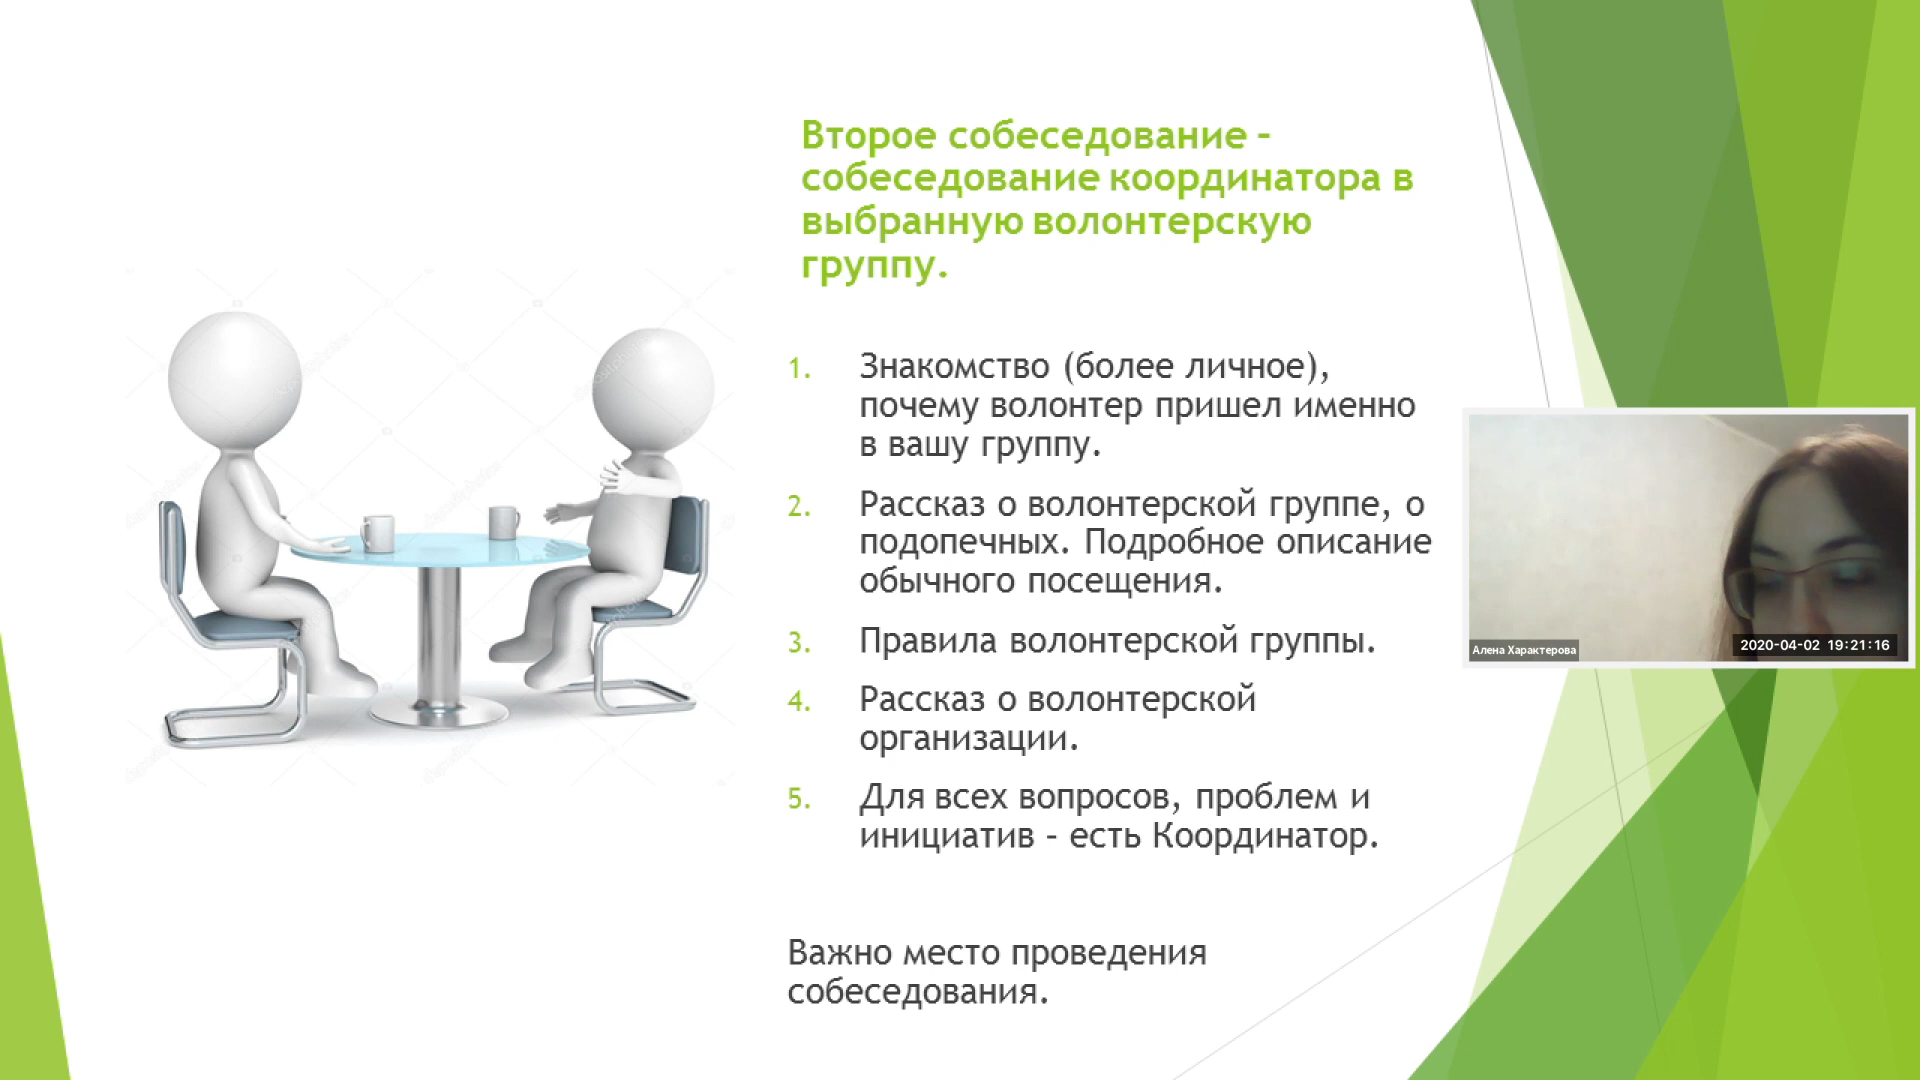 Второе собеседование –
собеседование координатора в
выбранную волонтерскую
группу.
1. Знакомство (более личное),
почему волонтер пришел именно
в вашу группу.
2. Рассказ о волонтерской группе, о
подопечных. Подробное описание
обычного посещения.
3. Правила волонтерской группы.
4. Рассказ о волонтерской
организации.
5. Для всех вопросов, проблем и
инициатив – есть Координатор.
Важно место проведения
собеседования.
Алена Характерова
2020-04-02 19:21:16